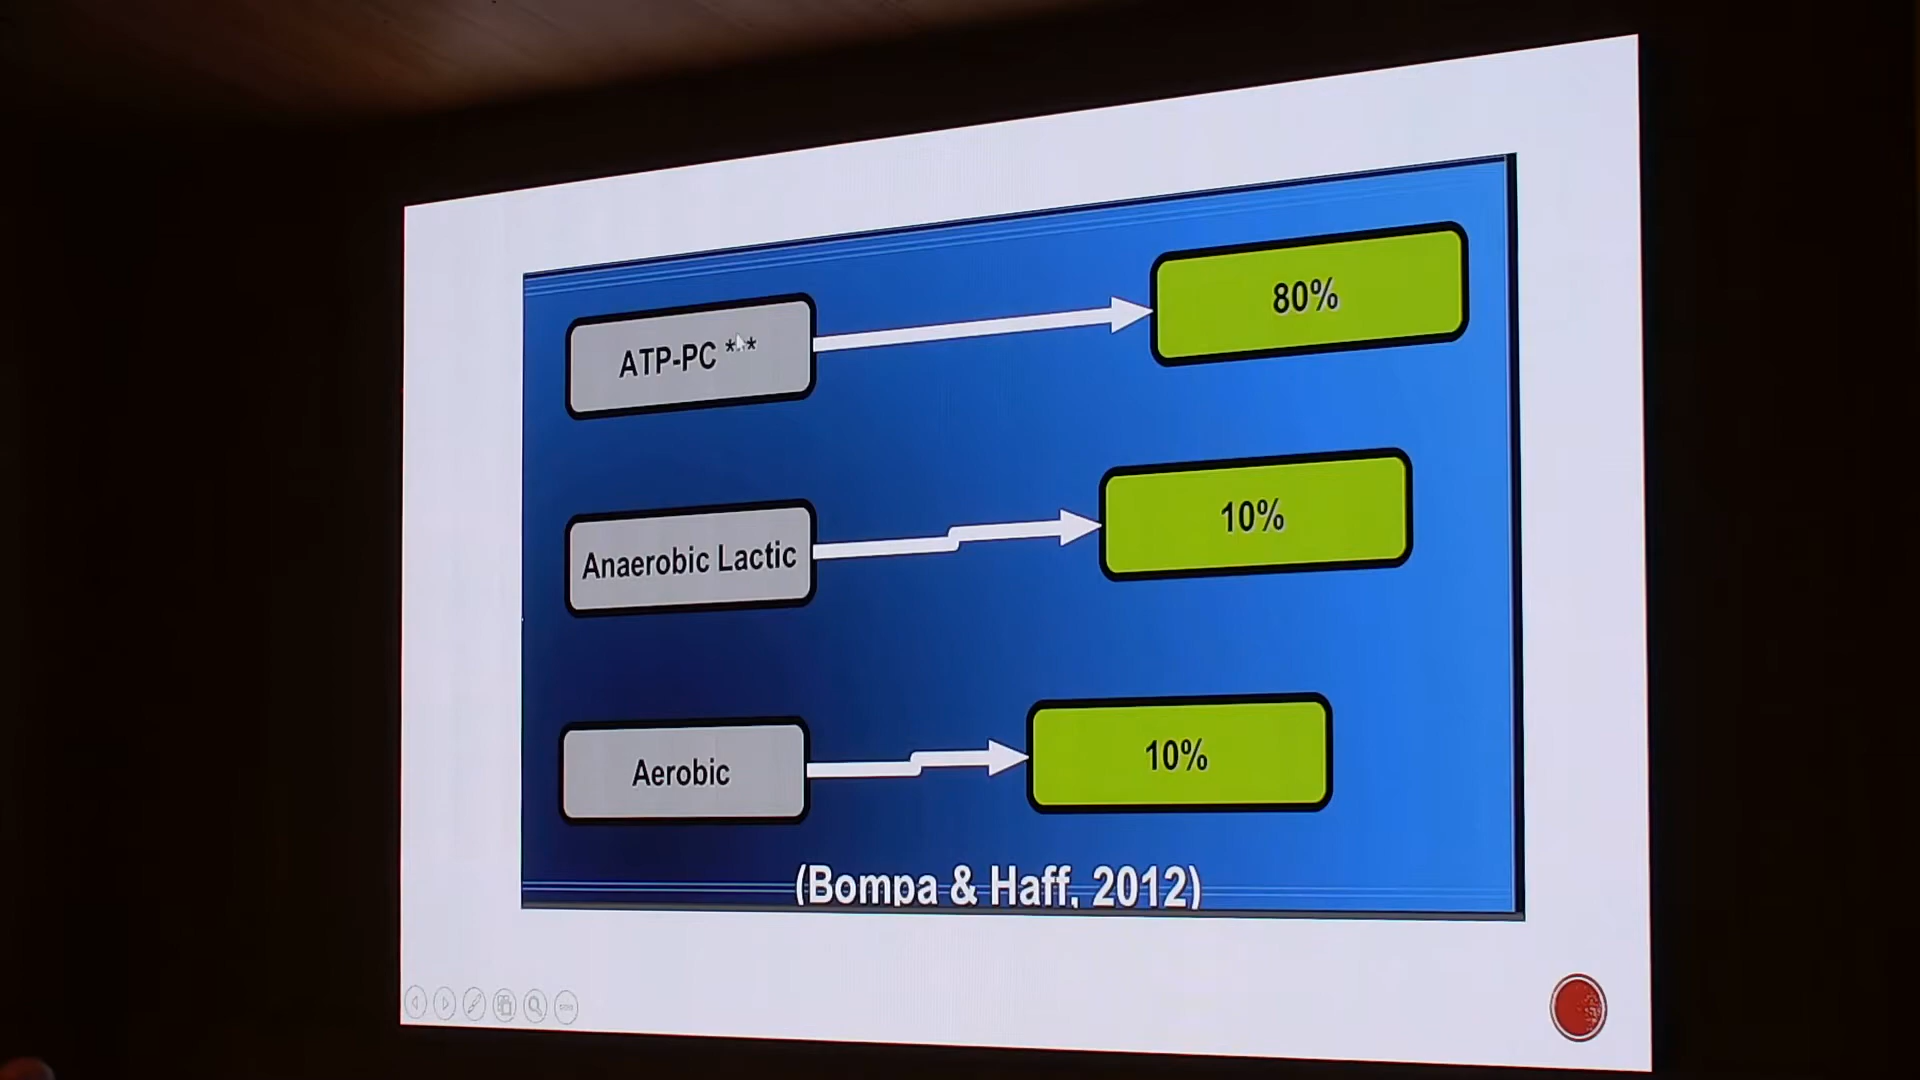 ATP-PC ***
80%
Anaerobic Lactic
10%
Aerobic
10%
(Bompa & Haff, 2012)